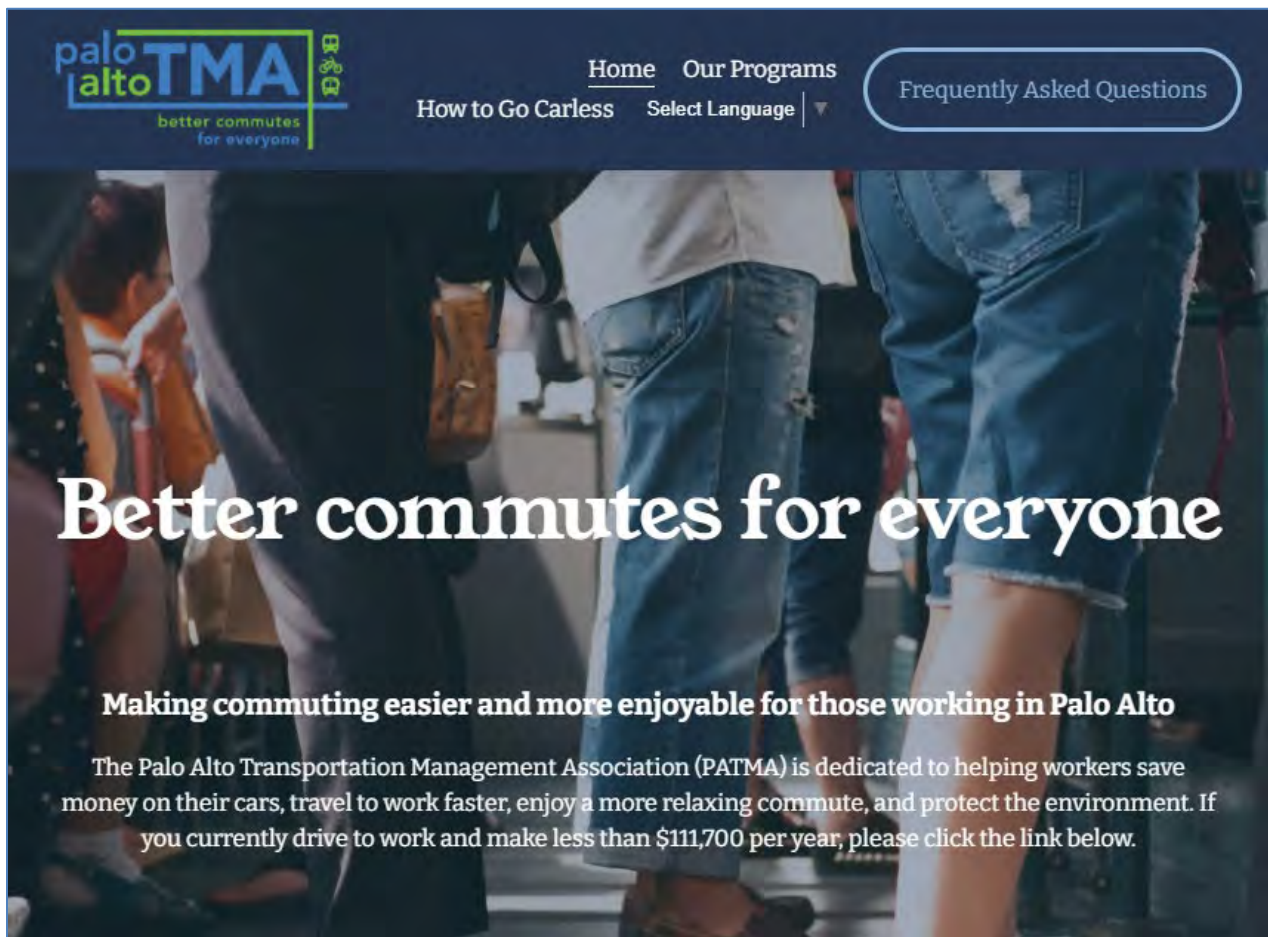 palo
alto TMA
better commutes
for everyone
Home Our Programs
How to Go Carless Select Language ▼
Frequently Asked Questions
Better commutes for everyone
Making commuting easier and more enjoyable for those working in Palo Alto
The Palo Alto Transportation Management Association (PATMA) is dedicated to helping workers save
money on their cars, travel to work faster, enjoy a more relaxing commute, and protect the environment. If
you currently drive to work and make less than $111,700 per year, please click the link below.